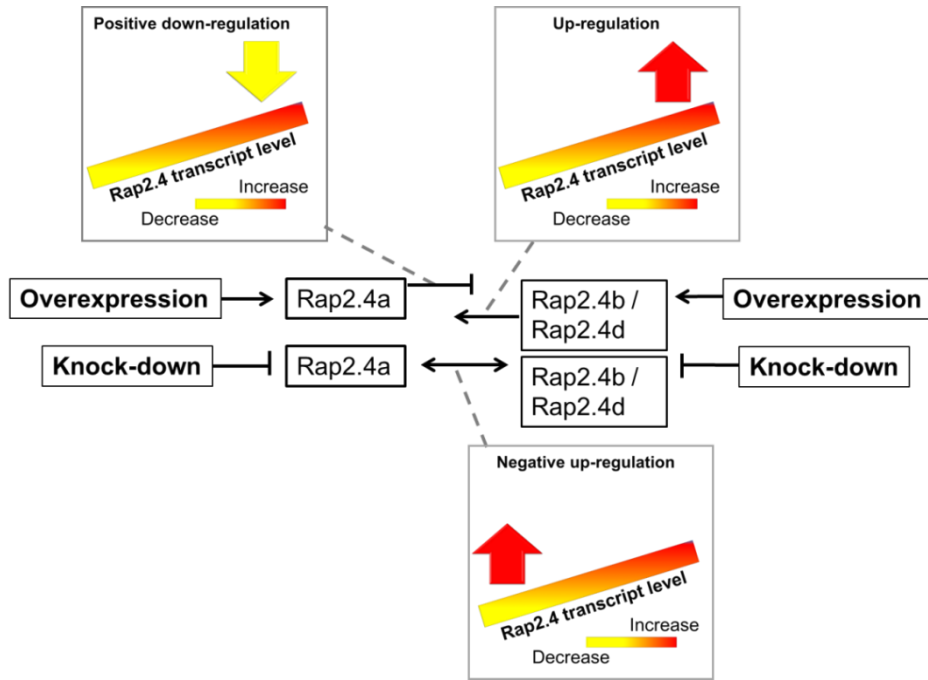 Positive down-regulation
Rap2.4 transcript level
Increase
Decrease
Up-regulation
Rap2.4 transcript level
Increase
Decrease
Overexpression
Rap2.4a
Rap2.4b /
Rap2.4d
Overexpression
Knock-down
Rap2.4a
Rap2.4b /
Rap2.4d
Knock-down
Negative up-regulation
Rap2.4 transcript level
Increase
Decrease